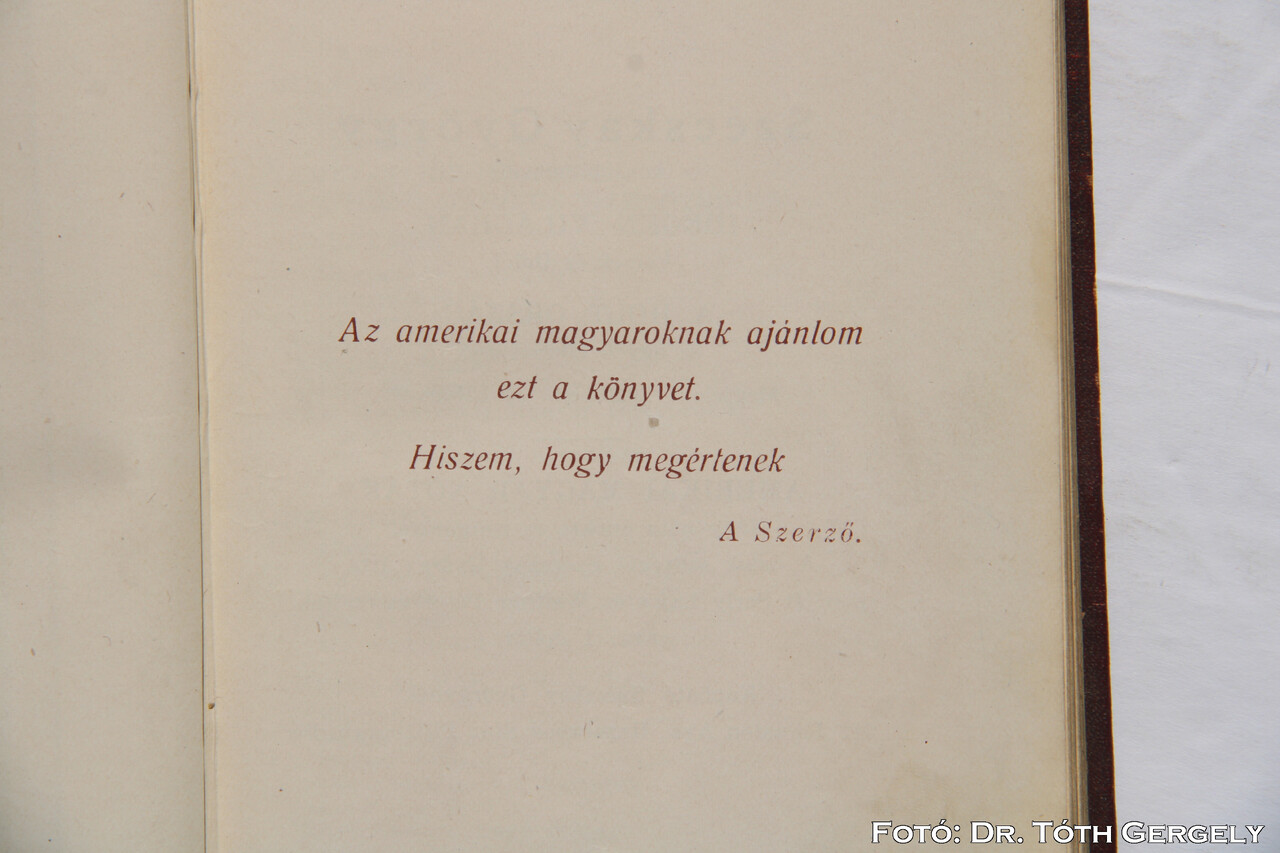 Az amerikai magyaroknak ajánlom
ezt a könyvet.
Hiszem, hogy megértenek
A Szerző.
Fotó: Dr. Tóth Gergely